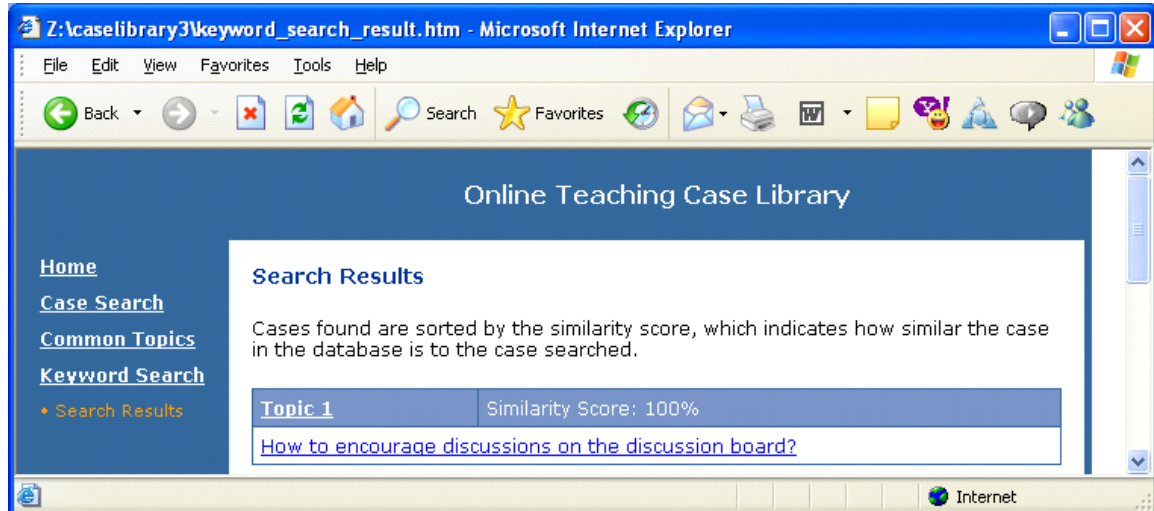 Z:\caselibrary3\keyword_search_result.htm - Microsoft Internet Explorer
File Edit View Favorites Tools Help
Back Search Favorites
Online Teaching Case Library
Home
Case Search
Common Topics
Keyword Search
• Search Results
Search Results
Cases found are sorted by the similarity score, which indicates how similar the case
in the database is to the case searched.
Topic 1 Similarity Score: 100%
How to encourage discussions on the discussion board?
Internet